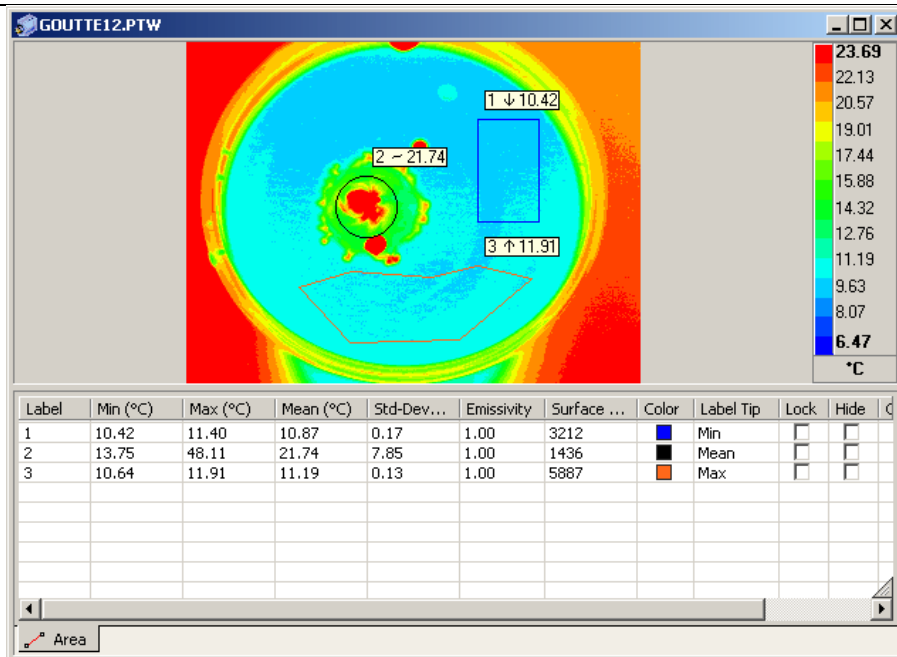 GOUTTE12.PTW
1 ↓ 10.42
2 ~ 21.74
3 ↑ 11.91
23.69
22.13
20.57
19.01
17.44
15.88
14.32
12.76
11.19
9.63
8.07
6.47
°C
Label Min (°C) Max (°C) Mean (°C) Std-Dev... Emissivity Surface ... Color Label Tip Lock Hide
1 10.42 11.40 10.87 0.17 1.00 3212 Min
2 13.75 48.11 21.74 7.85 1.00 1436 Mean
3 10.64 11.91 11.19 0.13 1.00 5887 Max
Area